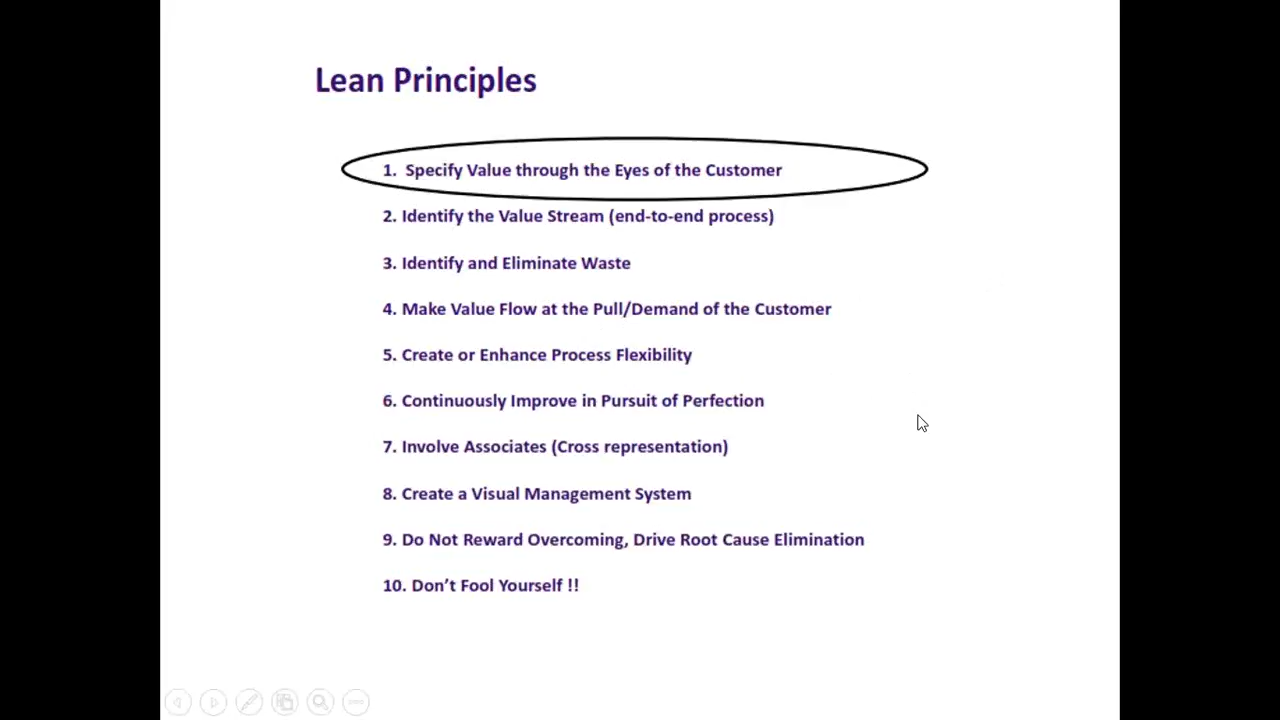 Lean Principles
1. Specify Value through the Eyes of the Customer
2. Identify the Value Stream (end-to-end process)
3. Identify and Eliminate Waste
4. Make Value Flow at the Pull/Demand of the Customer
5. Create or Enhance Process Flexibility
6. Continuously Improve in Pursuit of Perfection
7. Involve Associates (Cross representation)
8. Create a Visual Management System
9. Do Not Reward Overcoming, Drive Root Cause Elimination
10. Don’t Fool Yourself !!